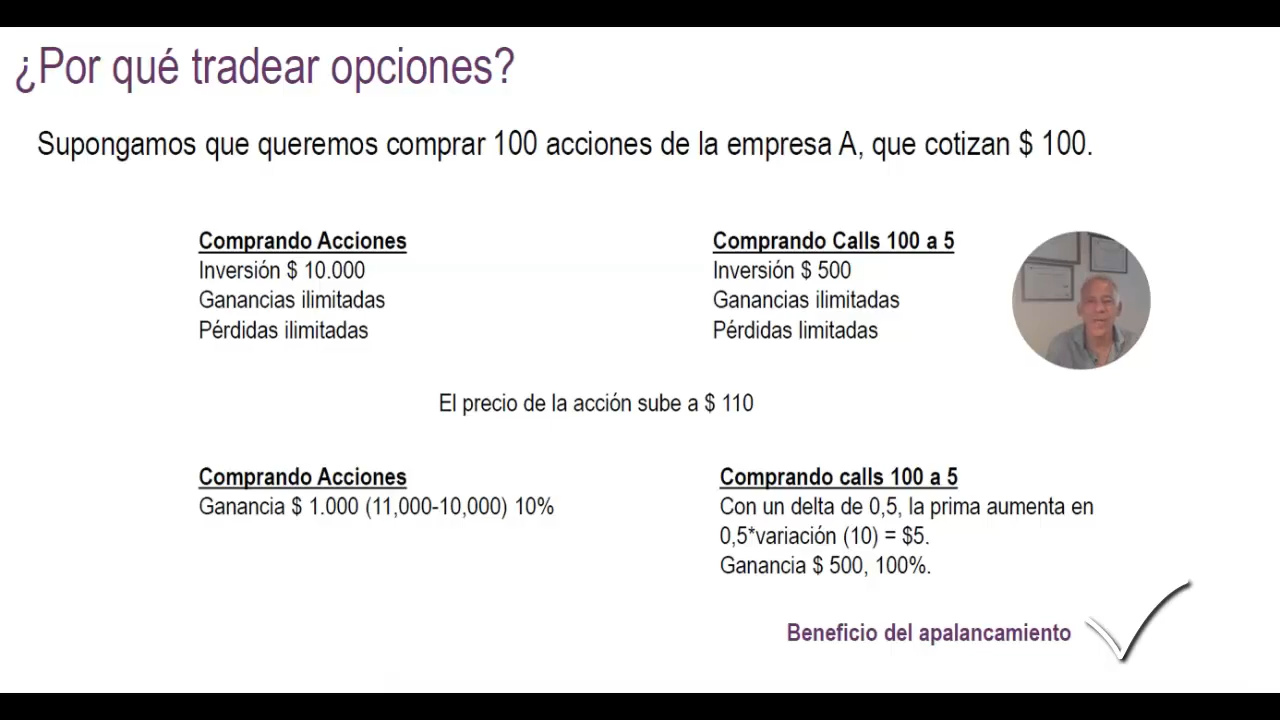 ¿Por qué tradear opciones?
Supongamos que queremos comprar 100 acciones de la empresa A, que cotizan $ 100.
Comprando Acciones
Inversión $ 10.000
Ganancias ilimitadas
Pérdidas ilimitadas
Comprando Calls 100 a 5
Inversión $ 500
Ganancias ilimitadas
Pérdidas limitadas
El precio de la acción sube a $ 110
Comprando Acciones
Ganancia $ 1.000 (11,000-10,000) 10%
Comprando calls 100 a 5
Con un delta de 0,5, la prima aumenta en
0,5*variación (10) = $5.
Ganancia $ 500, 100%.
Beneficio del apalancamiento